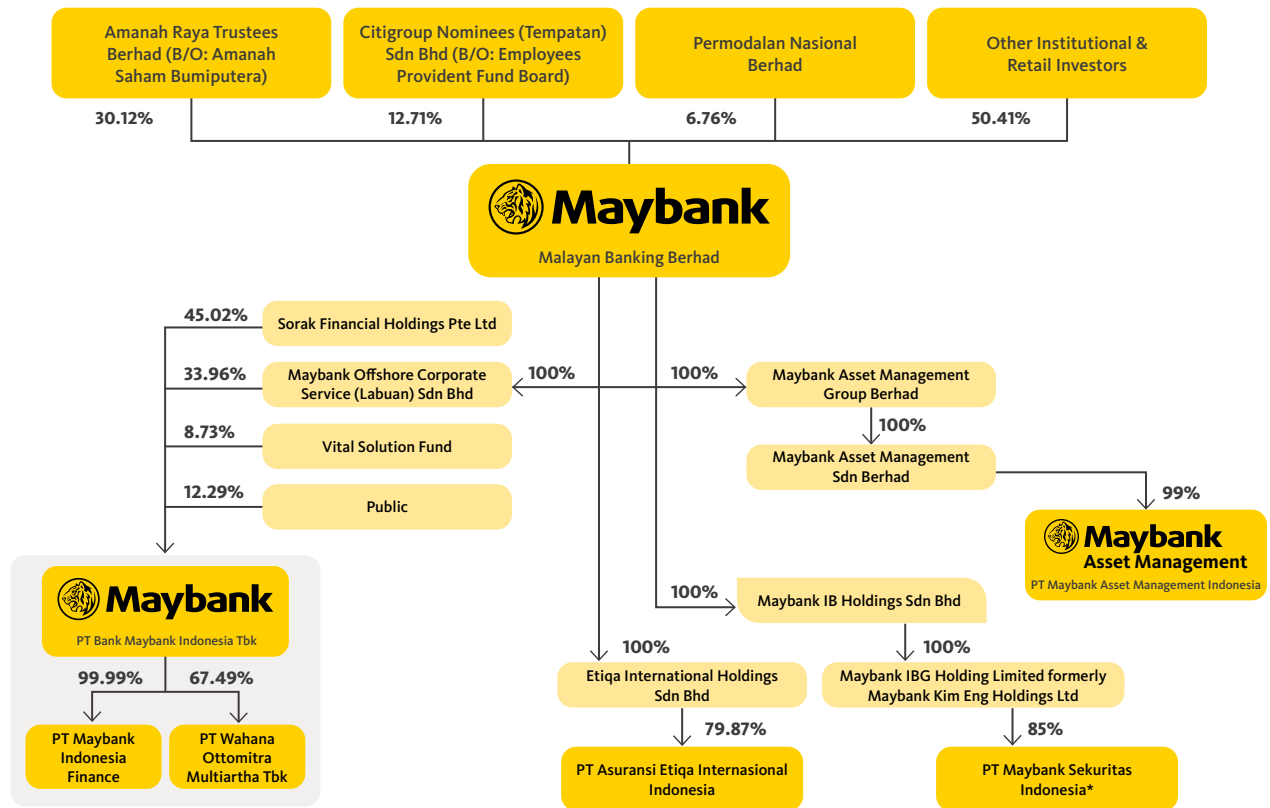 Amanah Raya Trustees
Berhad (B/O: Amanah
Saham Bumiputera)
Citigroup Nominees (Tempatan)
Sdn Bhd (B/O: Employees
Provident Fund Board)
Permodalan Nasional
Berhad
Other Institutional &
Retail Investors
30.12%
12.71%
6.76%
50.41%
Maybank
Malayan Banking Berhad
45.02%
Sorak Financial Holdings Pte Ltd
33.96%
Maybank Offshore Corporate
Service (Labuan) Sdn Bhd
100%
100%
Maybank Asset Management
Group Berhad
100%
8.73%
Vital Solution Fund
Maybank Asset Management
Sdn Berhad
12.29%
Public
99%
Maybank
Asset Management
PT Maybank Asset Management Indonesia
Maybank
PT Bank Maybank Indonesia Tbk
100%
Maybank IB Holdings Sdn Bhd
100%
100%
99.99%
67.49%
Etiqa International Holdings
Sdn Bhd
Maybank IBG Holding Limited formerly
Maybank Kim Eng Holdings Ltd
79.87%
85%
PT Maybank
Indonesia
Finance
PT Wahana
Ottomitra
Multiartha Tbk
PT Asuransi Etiqa Internasional
Indonesia
PT Maybank Sekuritas
Indonesia*